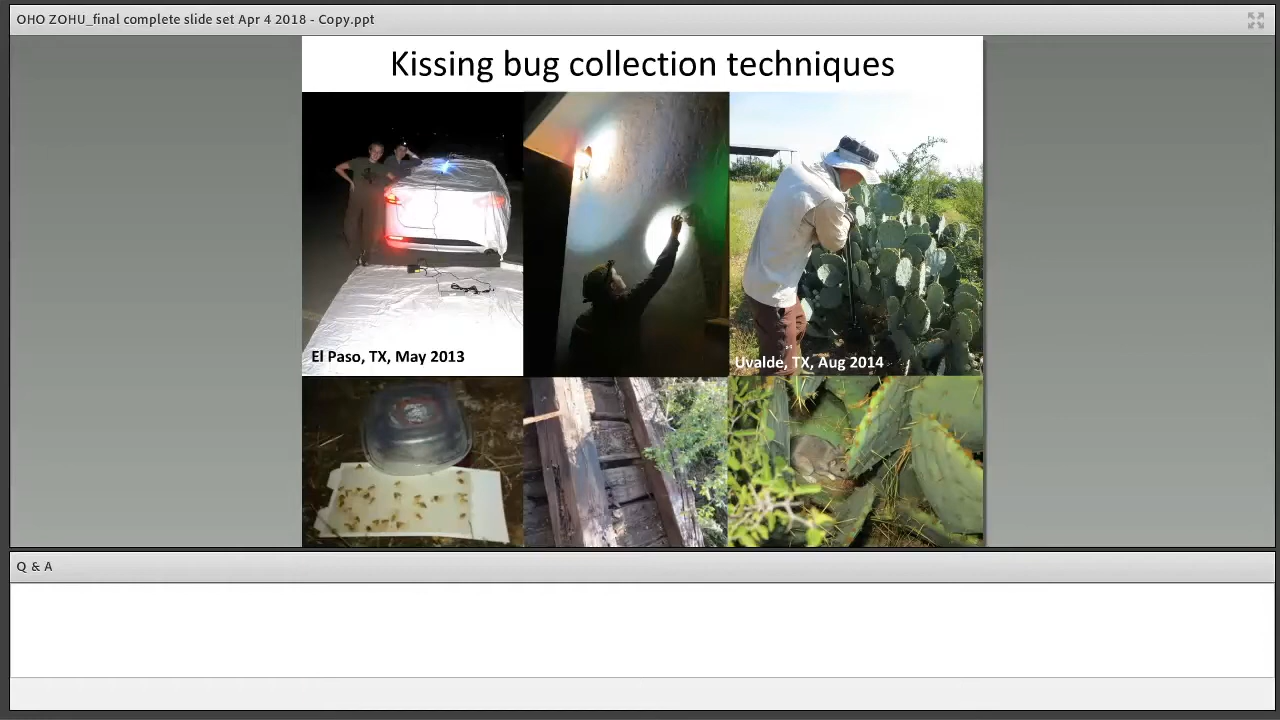 OHO ZOHU_final complete slide set Apr 4 2018 - Copy.ppt
Kissing bug collection techniques
El Paso, TX, May 2013
Uvalde, TX, Aug 2014
Q & A